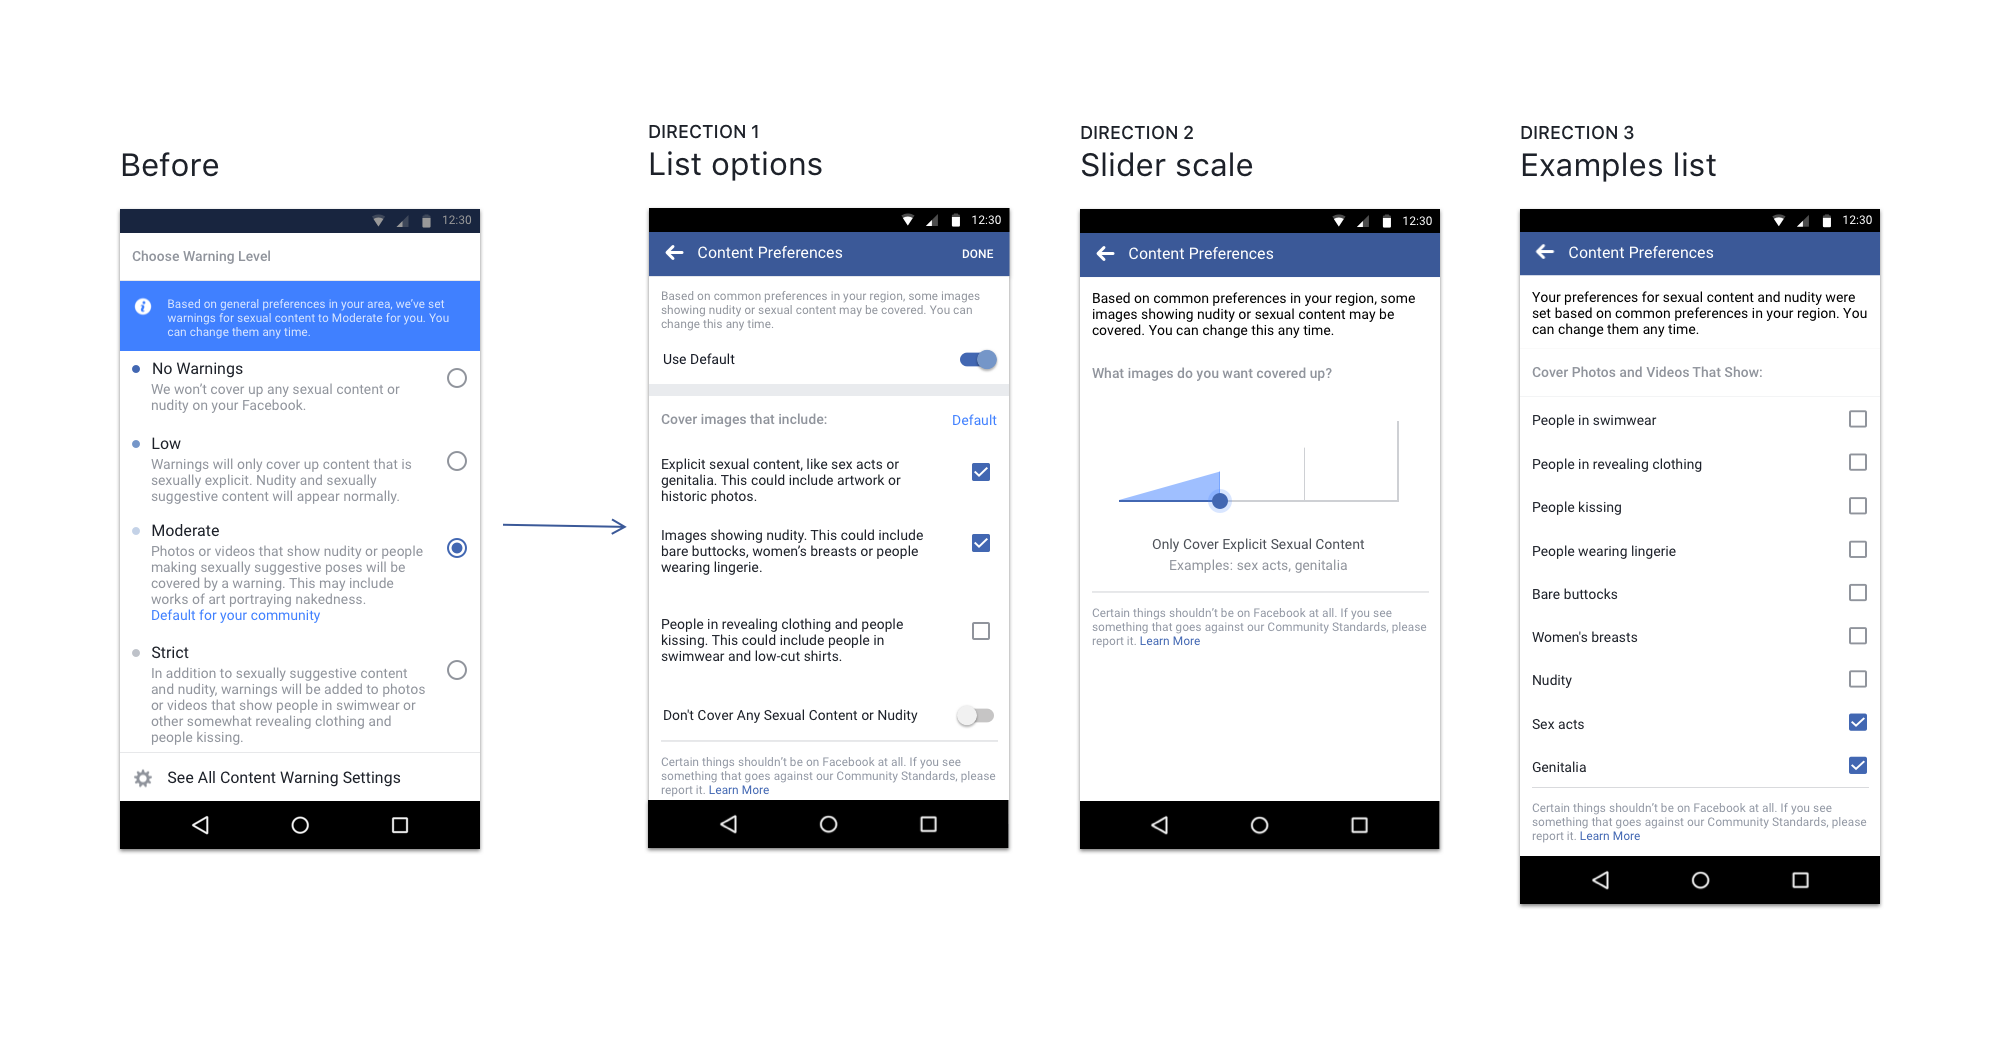 Before
12:30
Choose Warning Level
Based on general preferences in your area, we've set
warnings for sexual content to Moderate for you. You
can change them any time.
No Warnings
We won't cover up any sexual content or
nudity on your Facebook.
Low
Warnings will only cover up content that is
sexually explicit. Nudity and sexually
suggestive content will appear normally.
Moderate
Photos or videos that show nudity or people
making sexually suggestive poses will be
covered by a warning. This may include
works of art portraying nakedness.
Default for your community
Strict
In addition to sexually suggestive content
and nudity, warnings will be added to photos
or videos that show people in swimwear or
other somewhat revealing clothing and
people kissing.
See All Content Warning Settings
DIRECTION 1
List options
12:30
Content Preferences
DONE
Based on common preferences in your region, some images
showing nudity or sexual content may be covered. You can
change this any time.
Use Default
Cover images that include:
Default
Explicit sexual content, like sex acts or
genitalia. This could include artwork or
historic photos.
Images showing nudity. This could include
bare buttocks, women's breasts or people
wearing lingerie.
People in revealing clothing and people
kissing. This could include people in
swimwear and low-cut shirts.
Don't Cover Any Sexual Content or Nudity
Certain things shouldn't be on Facebook at all. If you see
something that goes against our Community Standards, please
report it. Learn More
DIRECTION 2
Slider scale
12:30
Content Preferences
Based on common preferences in your region, some
images showing nudity or sexual content may be
covered. You can change this any time.
What images do you want covered up?
Only Cover Explicit Sexual Content
Examples: sex acts, genitalia
Certain things shouldn't be on Facebook at all. If you see
something that goes against our Community Standards, please
report it. Learn More
DIRECTION 3
Examples list
12:30
Content Preferences
Your preferences for sexual content and nudity were
set based on common preferences in your region. You
can change them any time.
Cover Photos and Videos That Show:
People in swimwear
People in revealing clothing
People kissing
People wearing lingerie
Bare buttocks
Women's breasts
Nudity
Sex acts
Genitalia
Certain things shouldn't be on Facebook at all. If you see
something that goes against our Community Standards, please
report it. Learn More